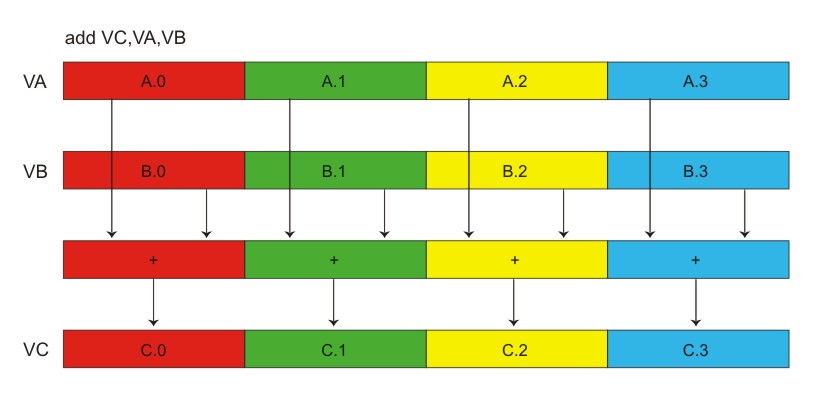 add VC,VA,VB
VA A.0 A.1 A.2 A.3
VB B.0 B.1 B.2 B.3
+ + + +
VC C.0 C.1 C.2 C.3